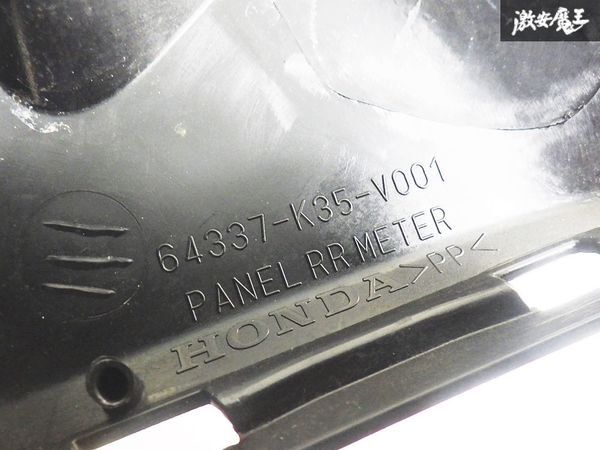 激安魔王
64337-K35-V001
PANEL RR METER
HONDA >PP<